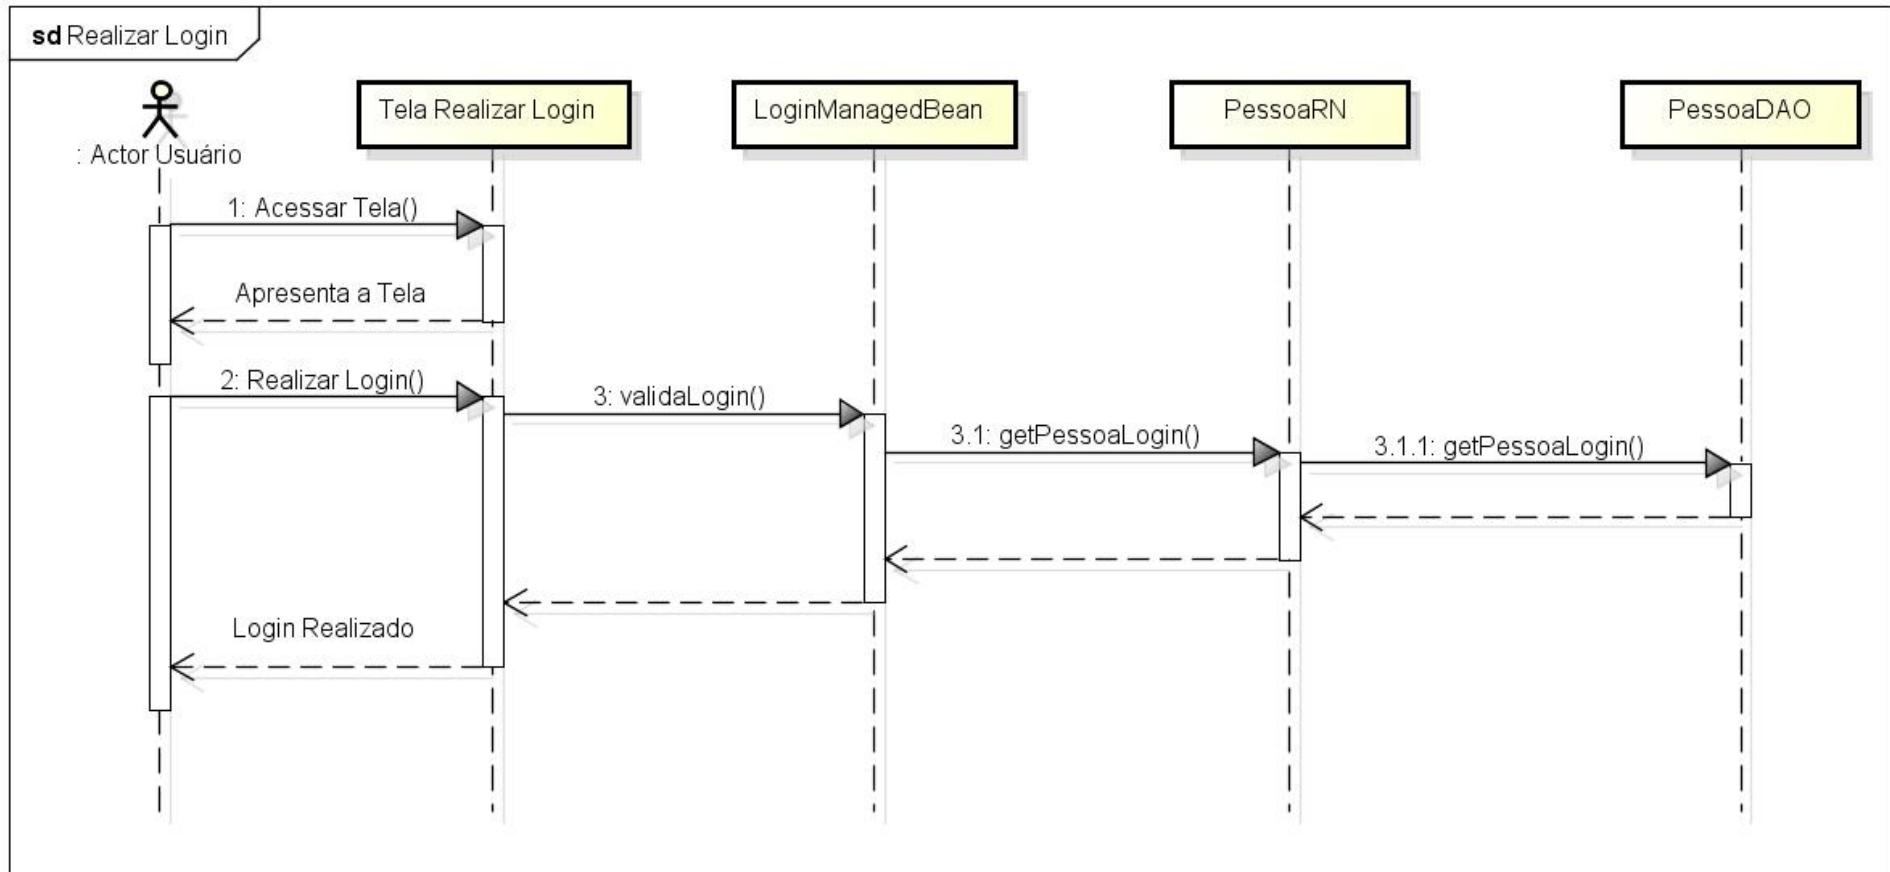 sd Realizar Login
Tela Realizar Login
LoginManagedBean
PessoaRN
PessoaDAO
: Actor Usuário
1: Acessar Tela()
Apresenta a Tela
2: Realizar Login()
3: validaLogin()
3.1: getPessoaLogin()
3.1.1: getPessoaLogin()
Login Realizado